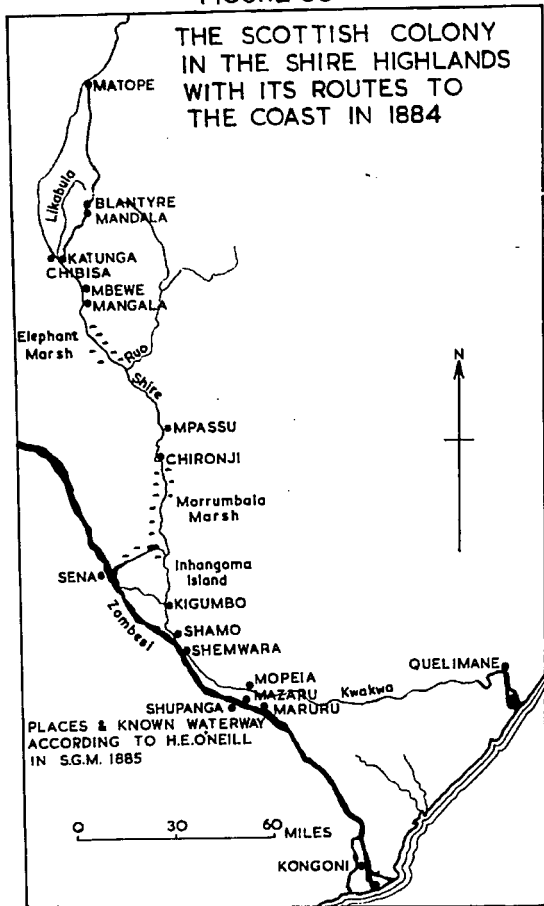 THE SCOTTISH COLONY
IN THE SHIRE HIGHLANDS
WITH ITS ROUTES TO
THE COAST IN 1884
MATOPE
Likabula
BLANTYRE
MANDALA
KATUNGA
CHIBISA
MBEWE
MANGALA
Elephant
Marsh
Ruo
Shire
N
MPASSU
CHIRONJI
Morrumbala
Marsh
Inhangoma
Island
SENA
KIGUMBO
Zambesi
SHAMO
SHEMWARA
QUELIMANE
MOPEIA
MAZARU
Kwakwa
SHUPANGA
MARURU
PLACES & KNOWN WATERWAY
ACCORDING TO H.E.O'NEILL
IN S.G.M. 1885
0 30 60 MILES
KONGONI